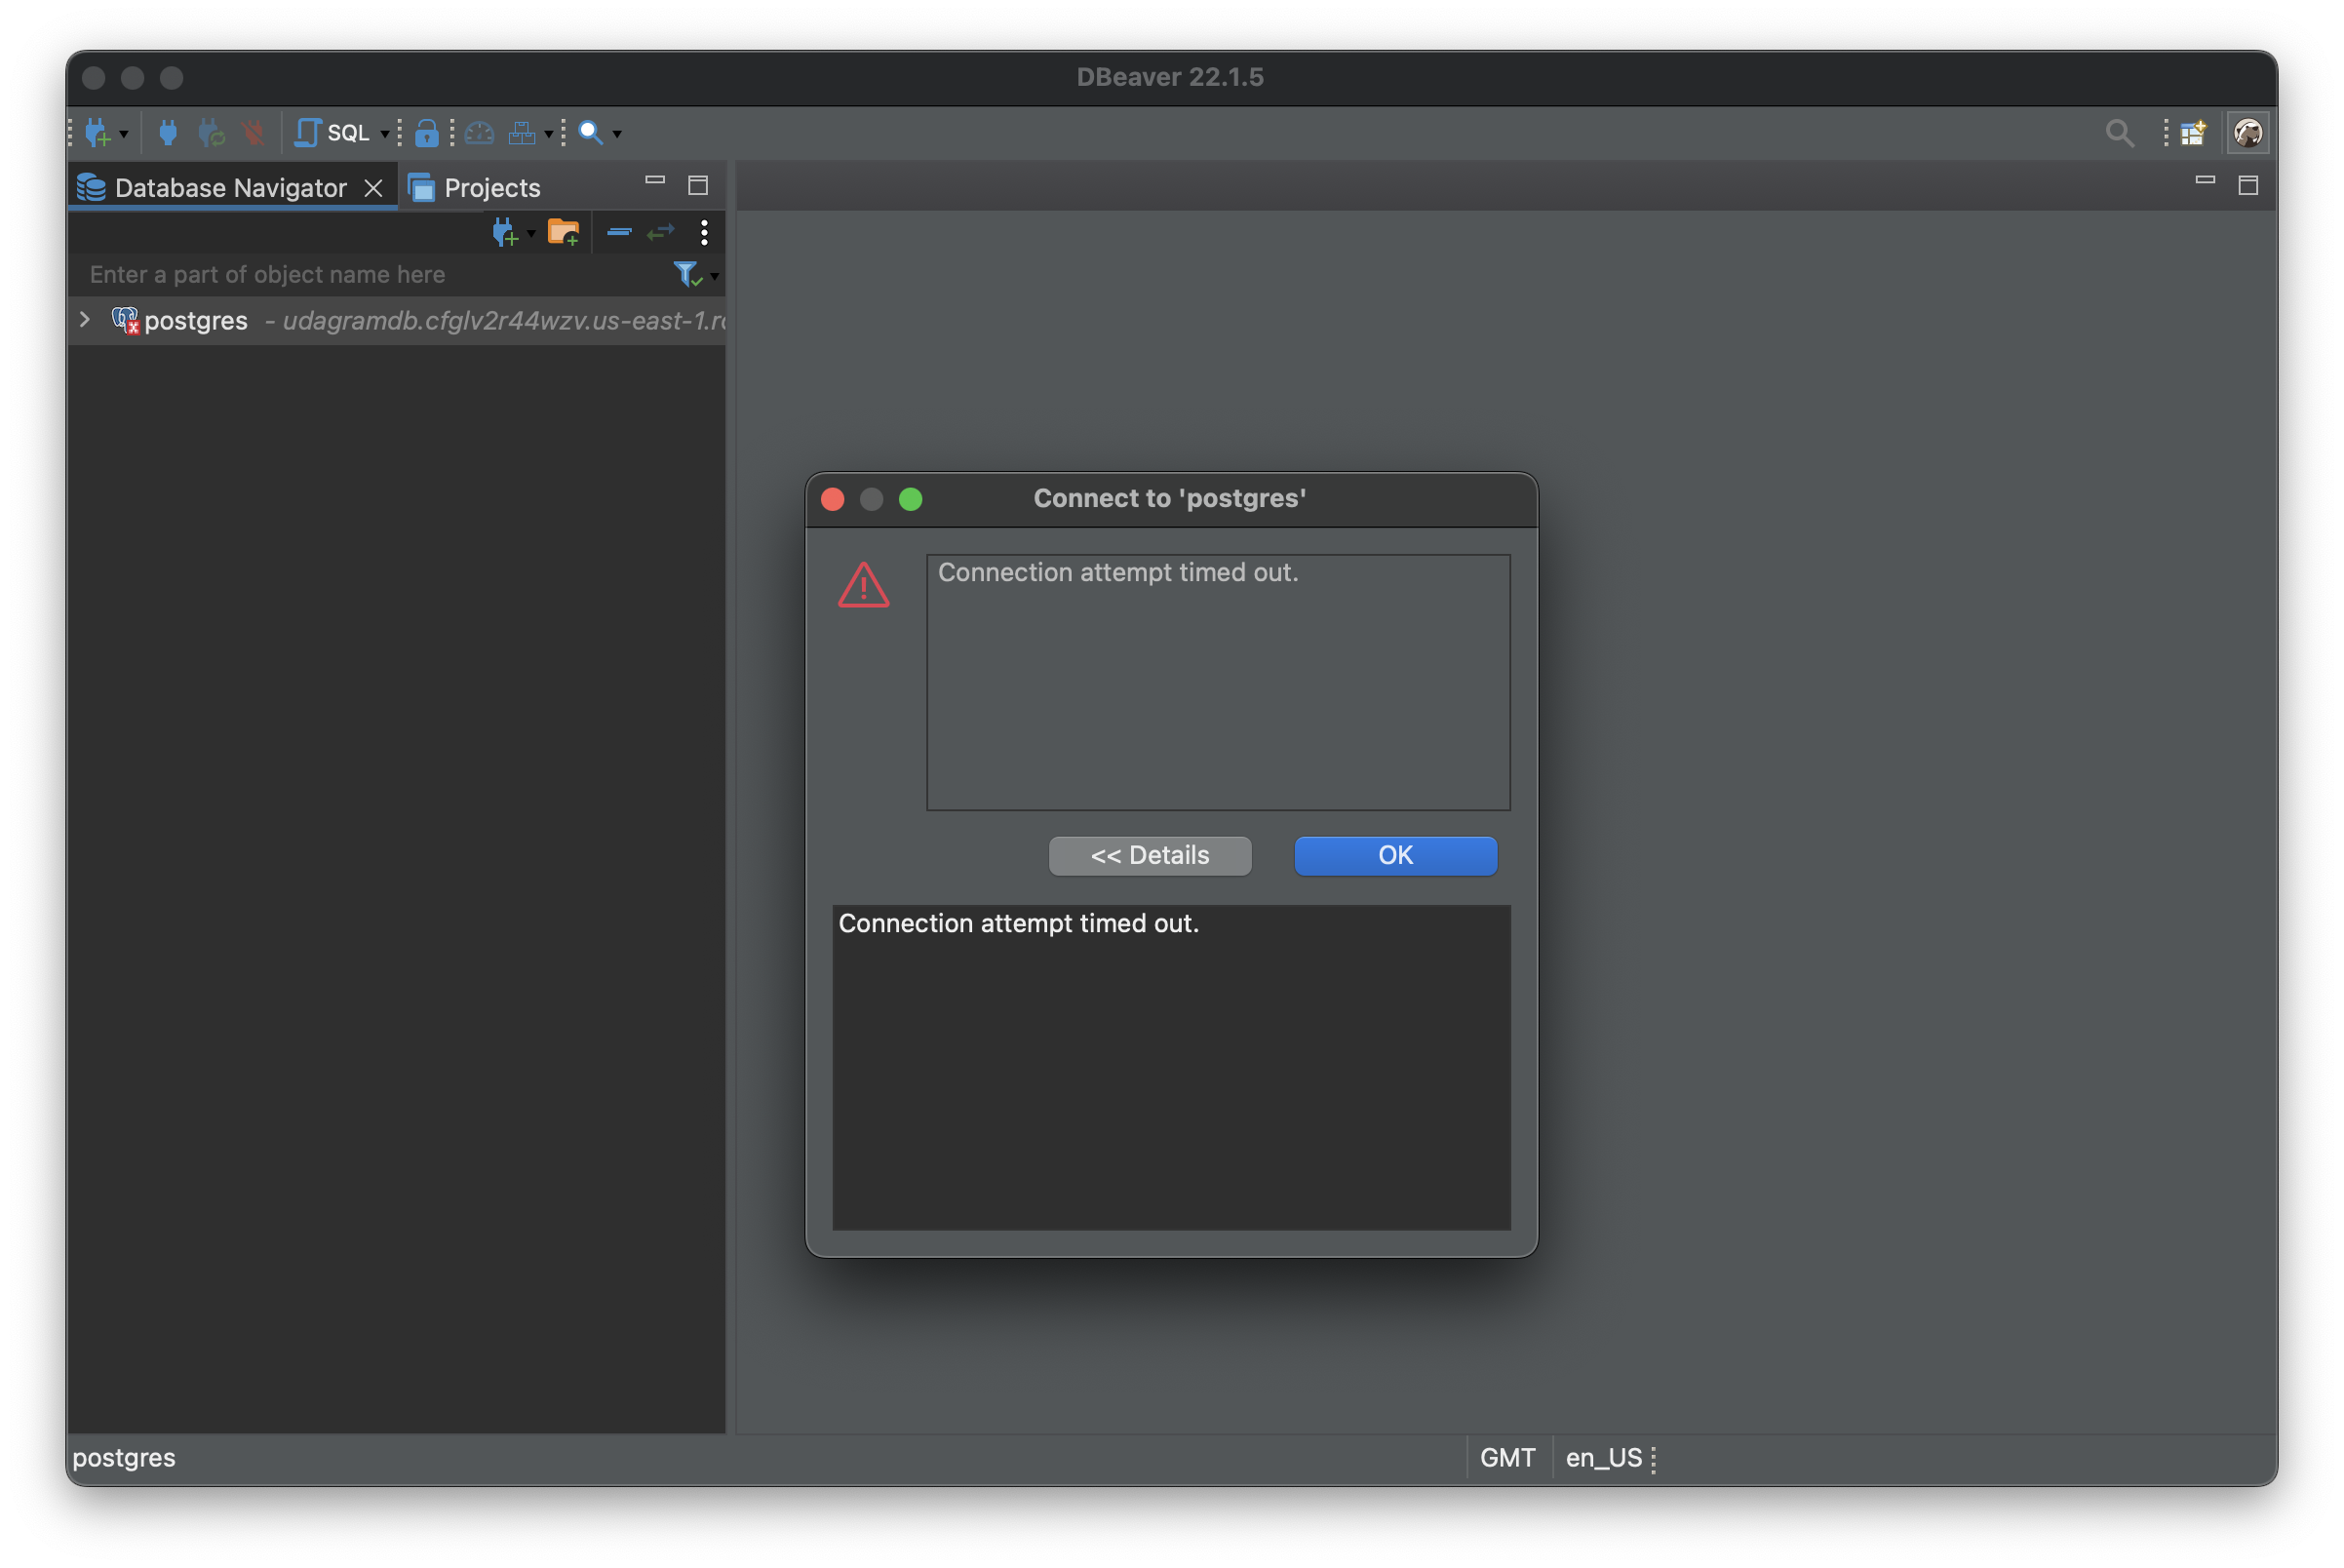 DBeaver 22.1.5
SQL
Database Navigator
Projects
Enter a part of object name here
postgres - udagramdb.cfglv2r44wzv.us-east-1.
Connect to 'postgres'
Connection attempt timed out.
<< Details
OK
Connection attempt timed out.
postgres
GMT
en_US